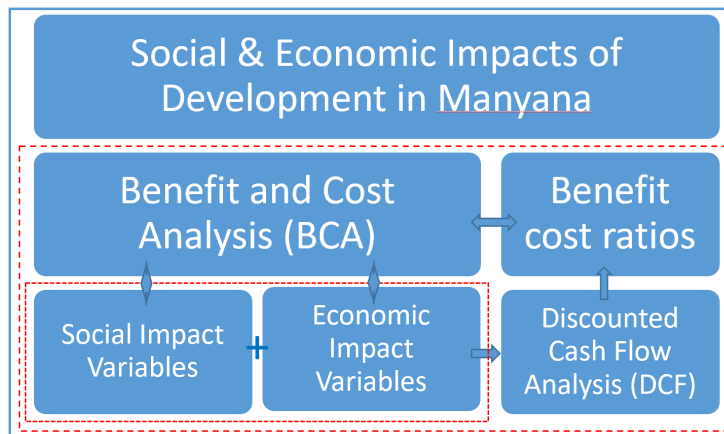 Social & Economic Impacts of
Development in Manyana
Benefit and Cost
Analysis (BCA)
Benefit
cost ratios
Social Impact
Variables
+
Economic
Impact
Variables
Discounted
Cash Flow
Analysis (DCF)